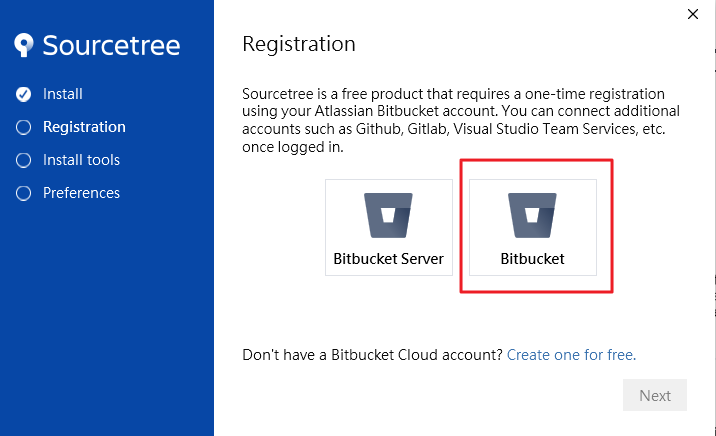 Sourcetree
Install
Registration
Install tools
Preferences
Registration
Sourcetree is a free product that requires a one-time registration
using your Atlassian Bitbucket account. You can connect additional
accounts such as Github, Gitlab, Visual Studio Team Services, etc.
once logged in.
Bitbucket Server
Bitbucket
Don't have a Bitbucket Cloud account? Create one for free.
Next